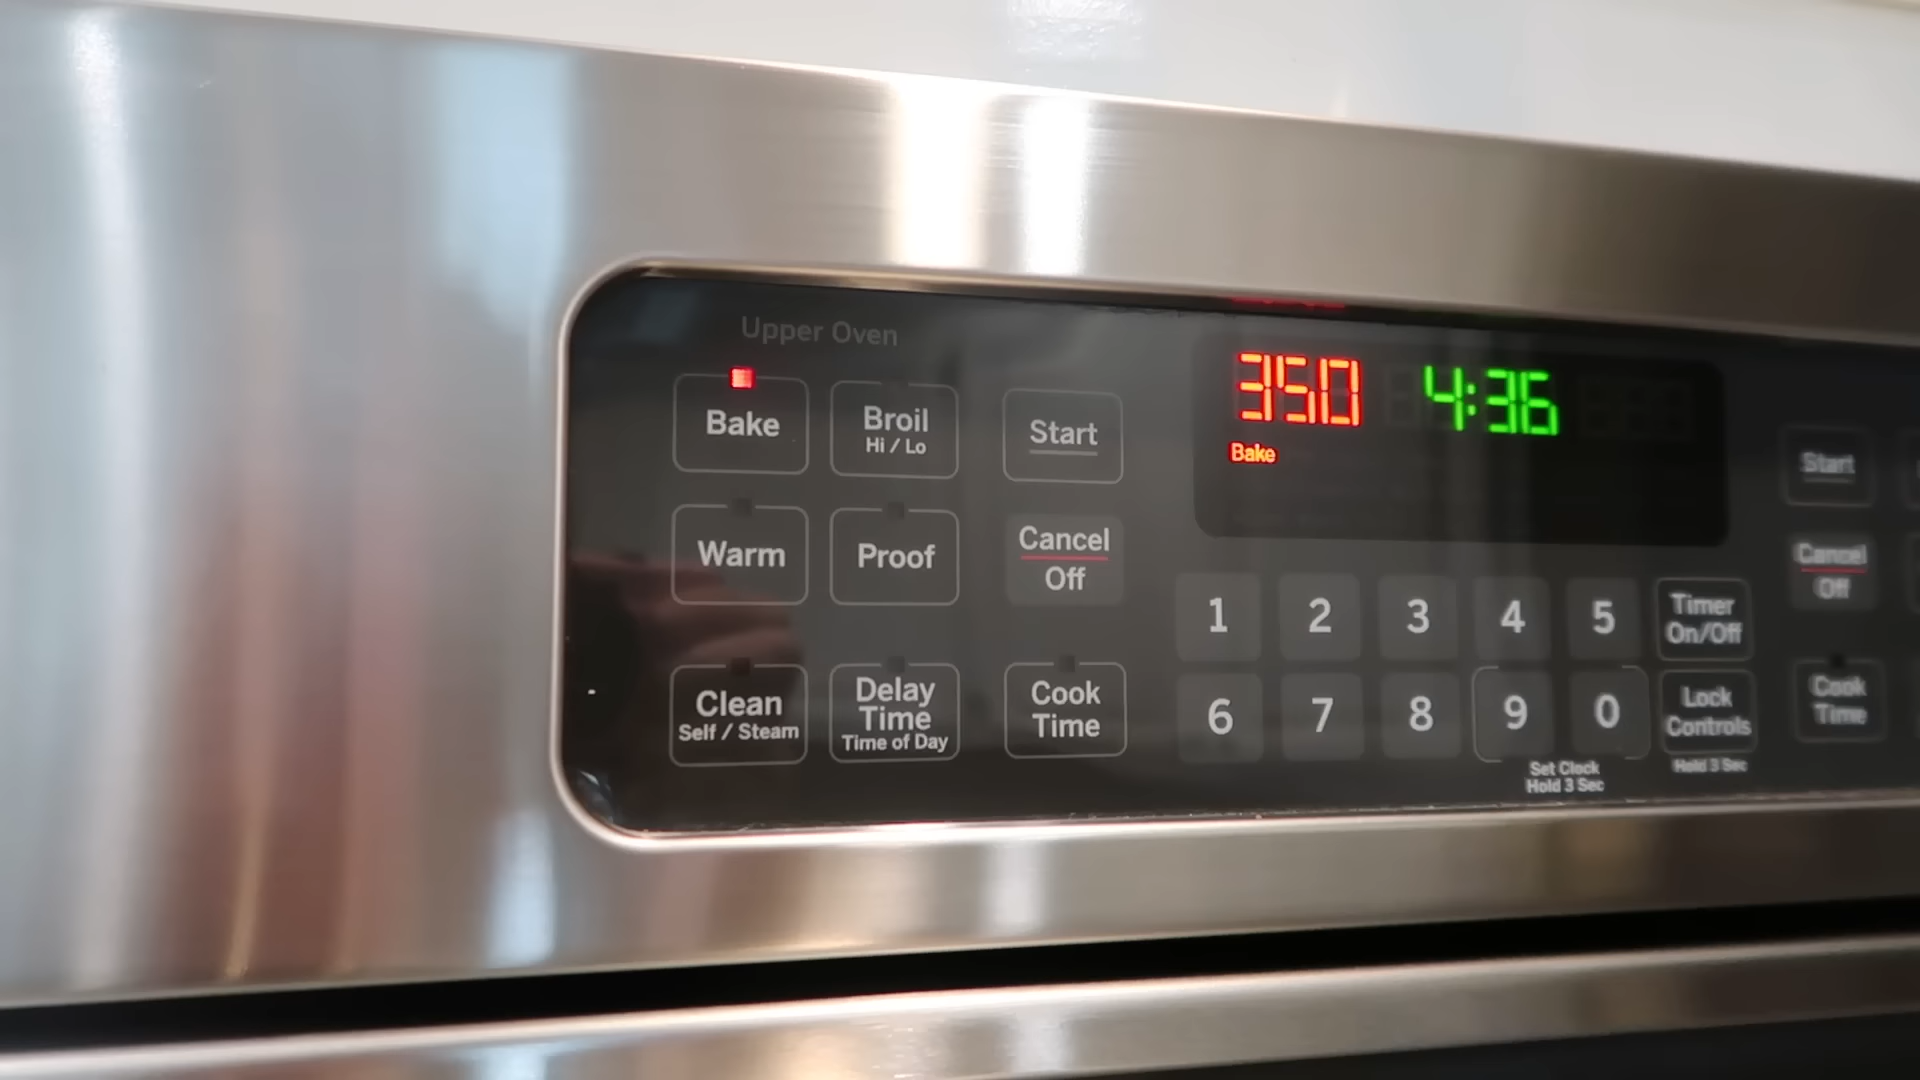 Upper Oven
Bake
Broil
Hi / Lo
Start
350
4:36
Bake
Start
Warm
Proof
Cancel
Off
Cancel
Off
1
2
3
4
5
Timer
On/Off
Clean
Self / Steam
Delay
Time
Time of Day
Cook
Time
6
7
8
9
0
Lock
Controls
Hold 3 Sec
Set Clock
Hold 3 Sec
Cook
Time